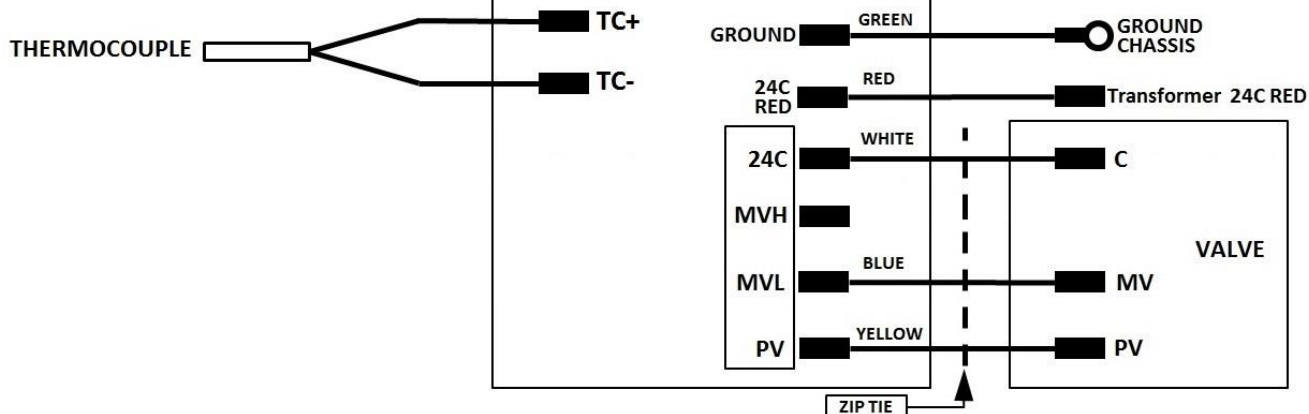 THERMOCOUPLE
TC+
TC-
GROUND
GREEN
GROUND
CHASSIS
24C
RED
RED
Transformer 24C RED
24C
WHITE
C
MVH
MVL
BLUE
MV
VALVE
PV
YELLOW
PV
ZIP TIE